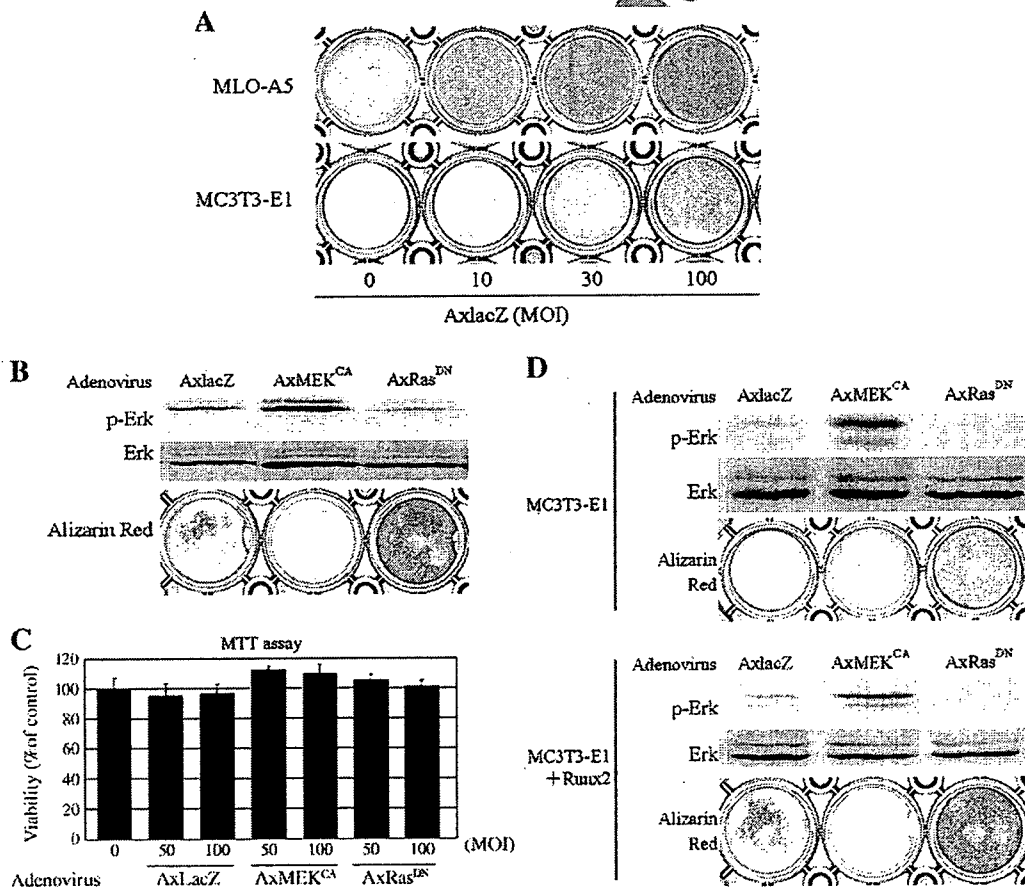 A
MLO-A5
MC3T3-E1
0 10 30 100
AxlacZ (MOI)
B
Adenovirus AxlacZ AxMEK^CA AxRas^DN
p-Erk
Erk
Alizarin Red
C
MTT assay
Viability (% of control)
120
100
80
60
40
20
0
0 50 100 50 100 50 100 (MOI)
Adenovirus AxLacZ AxMEK^CA AxRas^DN
D
MC3T3-E1
Adenovirus AxlacZ AxMEK^CA AxRas^DN
p-Erk
Erk
Alizarin
Red
MC3T3-E1
+Runx2
Adenovirus AxlacZ AxMEK^CA AxRas^DN
p-Erk
Erk
Alizarin
Red